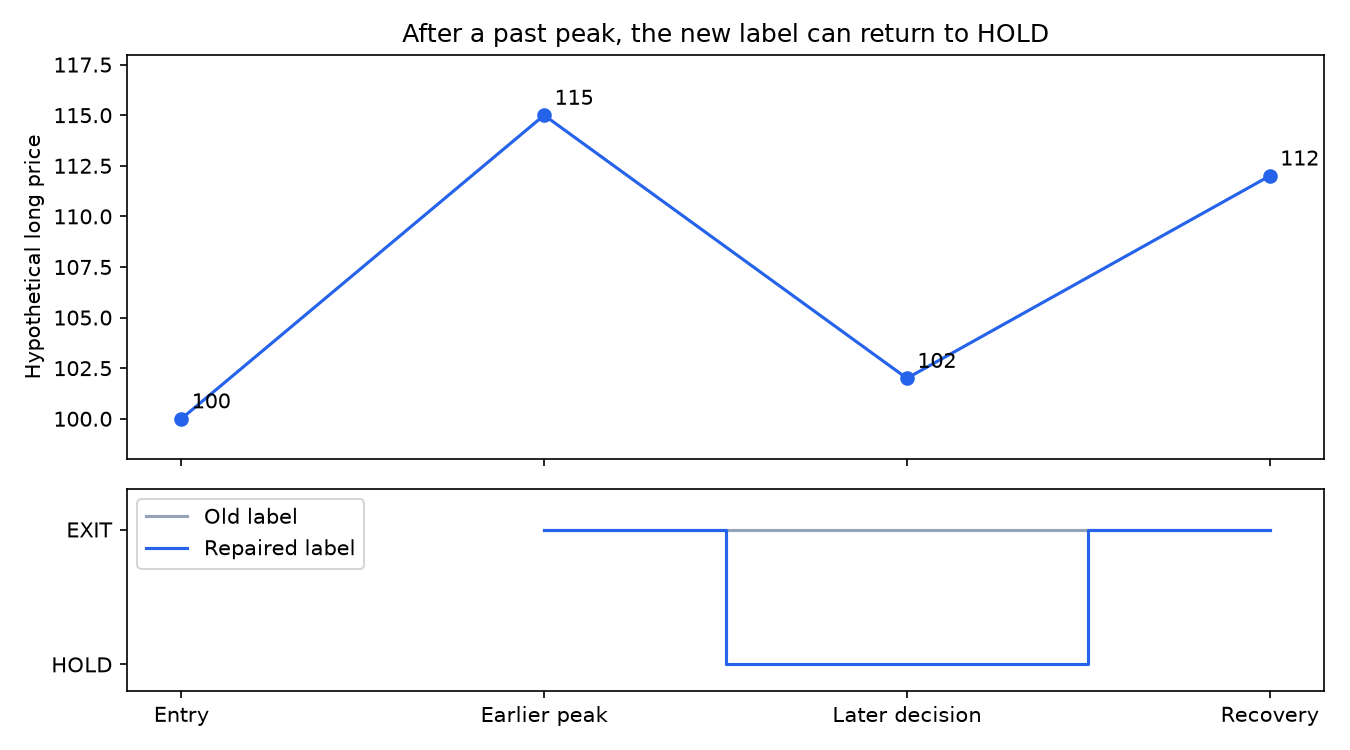 After a past peak, the new label can return to HOLD
Hypothetical long price
117.5
115.0
112.5
110.0
107.5
105.0
102.5
100.0
100
115
102
112
Old label
Repaired label
EXIT
HOLD
Entry
Earlier peak
Later decision
Recovery